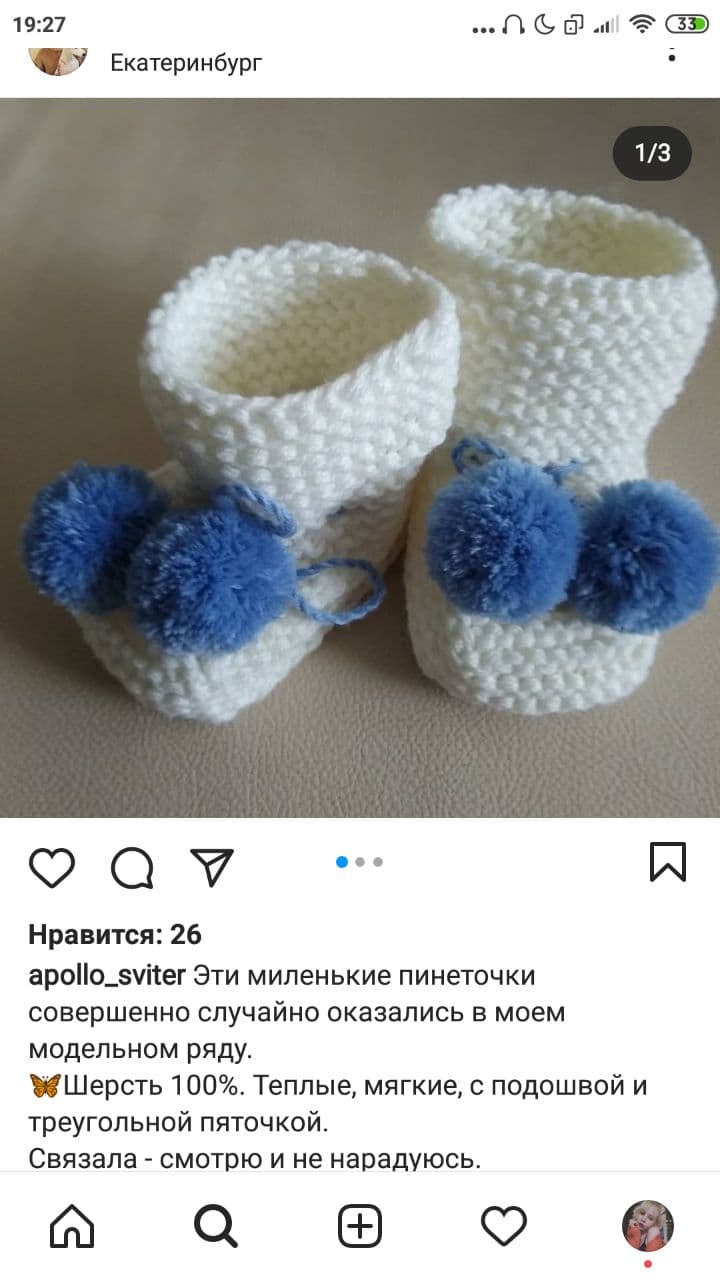 19:27
33
Екатеринбург
1/3
Нравится: 26
apollo_sviter Эти миленькие пинеточки
совершенно случайно оказались в моем
модельном ряду.
🦋Шерсть 100%. Теплые, мягкие, с подошвой и
треугольной пяточкой.
Связала - смотрю и не нарадуюсь.